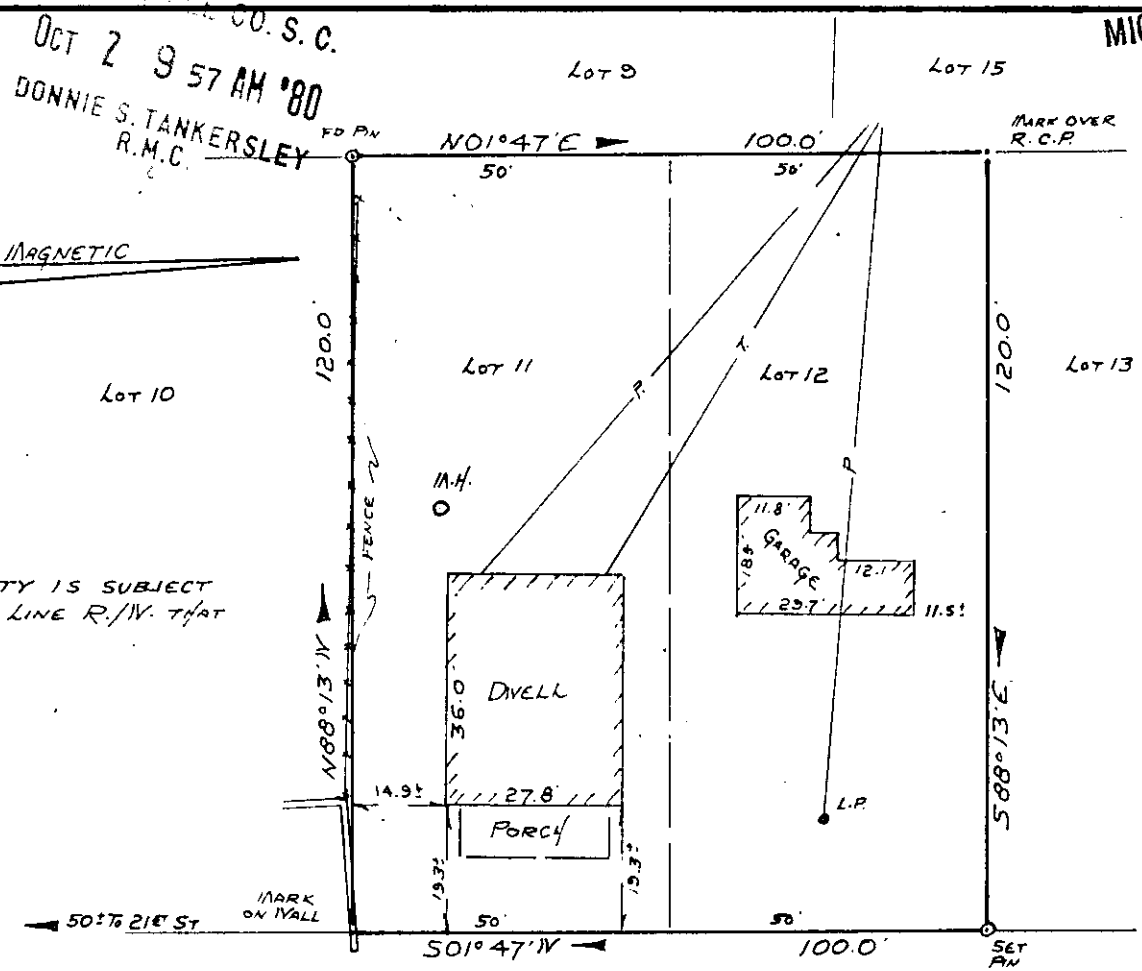 CO. S. C.
OCT 2 9 57 AM '80
DONNIE S. TANKERSLEY
R.M.C.
LOT 9
LOT 15
FD PIN
N01°47'E
100.0'
MARK OVER
R.C.P.
50'
50'
MAGNETIC
120.0'
120.0'
LOT 10
LOT 11
LOT 12
LOT 13
P.
T.
P
M.H.
FENCE
11.8'
GARAGE
18.5'
12.1'
29.7'
11.5±
TY IS SUBJECT
LINE R./W. THAT
N88°13'W
S88°13'E
DWELL
36.0'
14.9±
27.8'
L.P.
PORCH
19.3±
19.3±
MARK
ON WALL
50± TO 21ST ST
50'
50'
S01°47'W
100.0'
SET
PIN